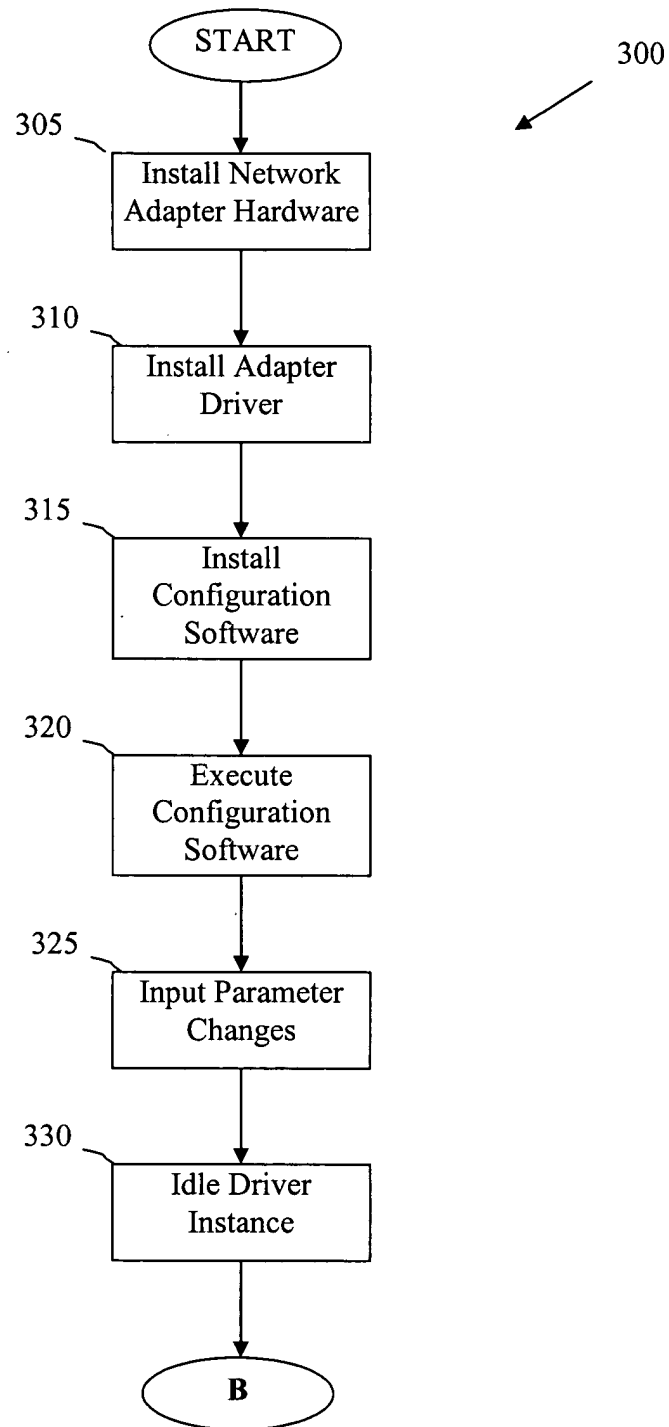 START
300
305
Install Network
Adapter Hardware
310
Install Adapter
Driver
315
Install
Configuration
Software
320
Execute
Configuration
Software
325
Input Parameter
Changes
330
Idle Driver
Instance
B